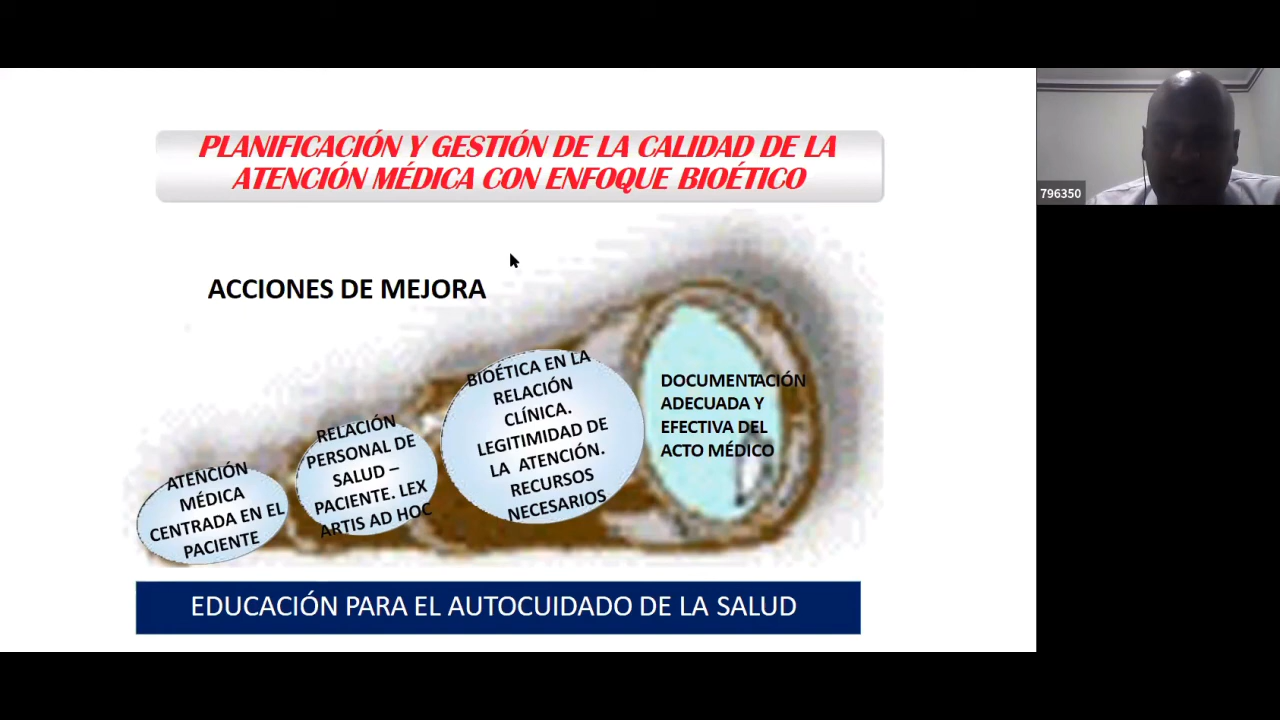 PLANIFICACIÓN Y GESTIÓN DE LA CALIDAD DE LA
ATENCIÓN MÉDICA CON ENFOQUE BIOÉTICO
ACCIONES DE MEJORA
ATENCIÓN
MÉDICA
CENTRADA EN EL
PACIENTE
RELACIÓN
PERSONAL DE
SALUD –
PACIENTE. LEX
ARTIS AD HOC
BIOÉTICA EN LA
RELACIÓN
CLÍNICA.
LEGITIMIDAD DE
LA ATENCIÓN.
RECURSOS
NECESARIOS
DOCUMENTACIÓN
ADECUADA Y
EFECTIVA DEL
ACTO MÉDICO
EDUCACIÓN PARA EL AUTOCUIDADO DE LA SALUD
796350